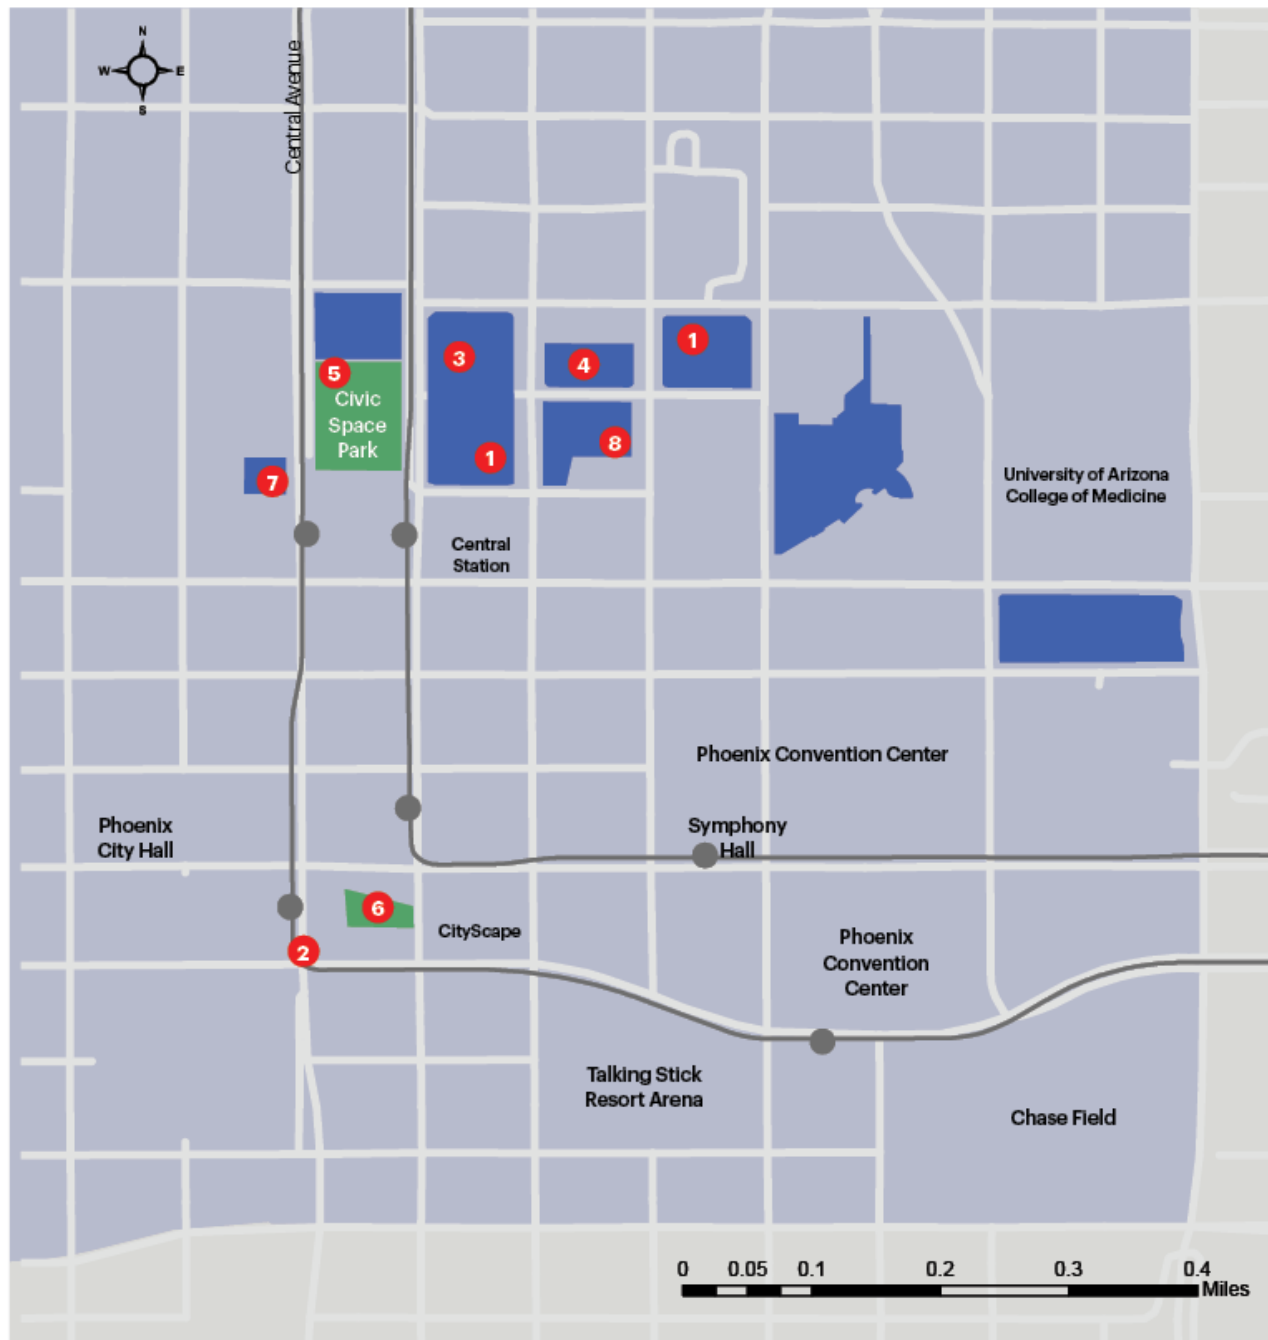 N
W E
S
Central Avenue
5
Civic
Space
Park
3
1
4
1
8
7
University of Arizona
College of Medicine
Central
Station
Phoenix Convention Center
Phoenix
City Hall
Symphony
Hall
6
2
CityScape
Phoenix
Convention
Center
Talking Stick
Resort Arena
Chase Field
0 0.05 0.1 0.2 0.3 0.4
Miles